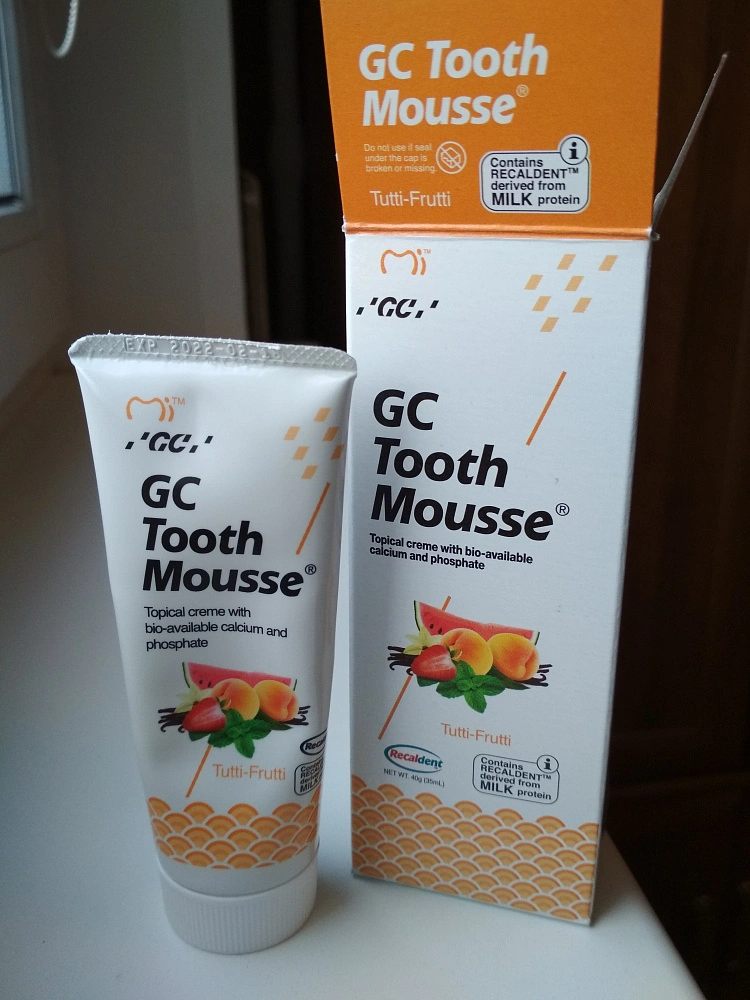 GC Tooth
Mousse®
Do not use if seal
under the cap is
broken or missing.
Contains
RECALDENT™
derived from
MILK protein
Tutti-Frutti
Mi™
GC
GC
Tooth
Mousse®
Topical creme with bio-available
calcium and phosphate
Tutti-Frutti
Recaldent
NET WT. 40g (35mL)
Contains
RECALDENT™
derived from
MILK protein
EXP 2022-02
Mi™
GC
GC
Tooth
Mousse®
Topical creme with
bio-available calcium and
phosphate
Tutti-Frutti